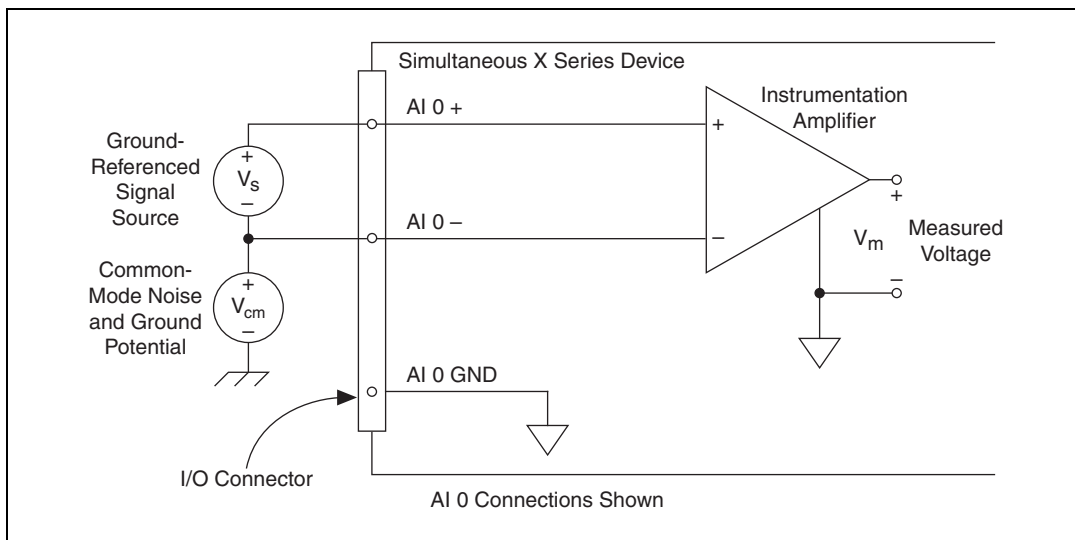 Simultaneous X Series Device
AI 0 +
Instrumentation
Amplifier
Ground-
Referenced
Signal
Source
+
Vs
–
+
AI 0 –
–
+
Vm
–
Measured
Voltage
Common-
Mode Noise
and Ground
Potential
+
Vcm
–
AI 0 GND
I/O Connector
AI 0 Connections Shown